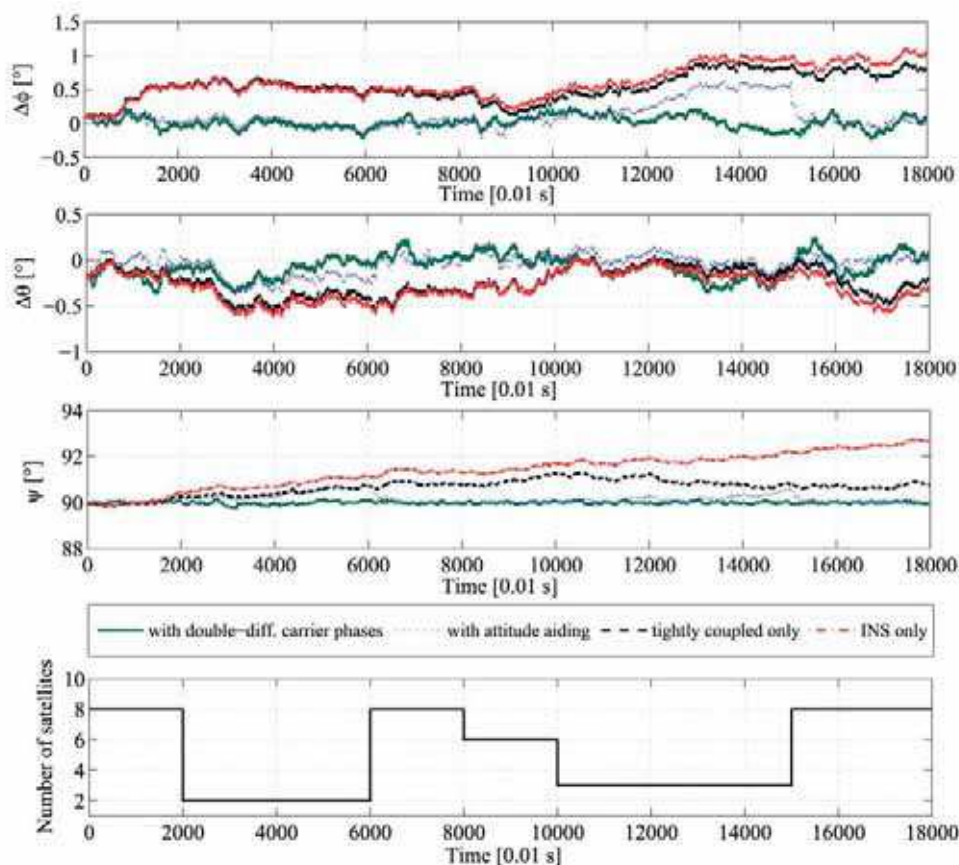 1.5
1
0.5
0
−0.5
Δϕ [°]
0 2000 4000 6000 8000 10000 12000 14000 16000 18000
Time [0.01 s]
0.5
0
−0.5
−1
Δθ [°]
0 2000 4000 6000 8000 10000 12000 14000 16000 18000
Time [0.01 s]
94
92
90
88
Ψ [°]
0 2000 4000 6000 8000 10000 12000 14000 16000 18000
Time [0.01 s]
with double−diff. carrier phases with attitude aiding tightly coupled only INS only
10
8
6
4
2
Number of satellites
0 2000 4000 6000 8000 10000 12000 14000 16000 18000
Time [0.01 s]